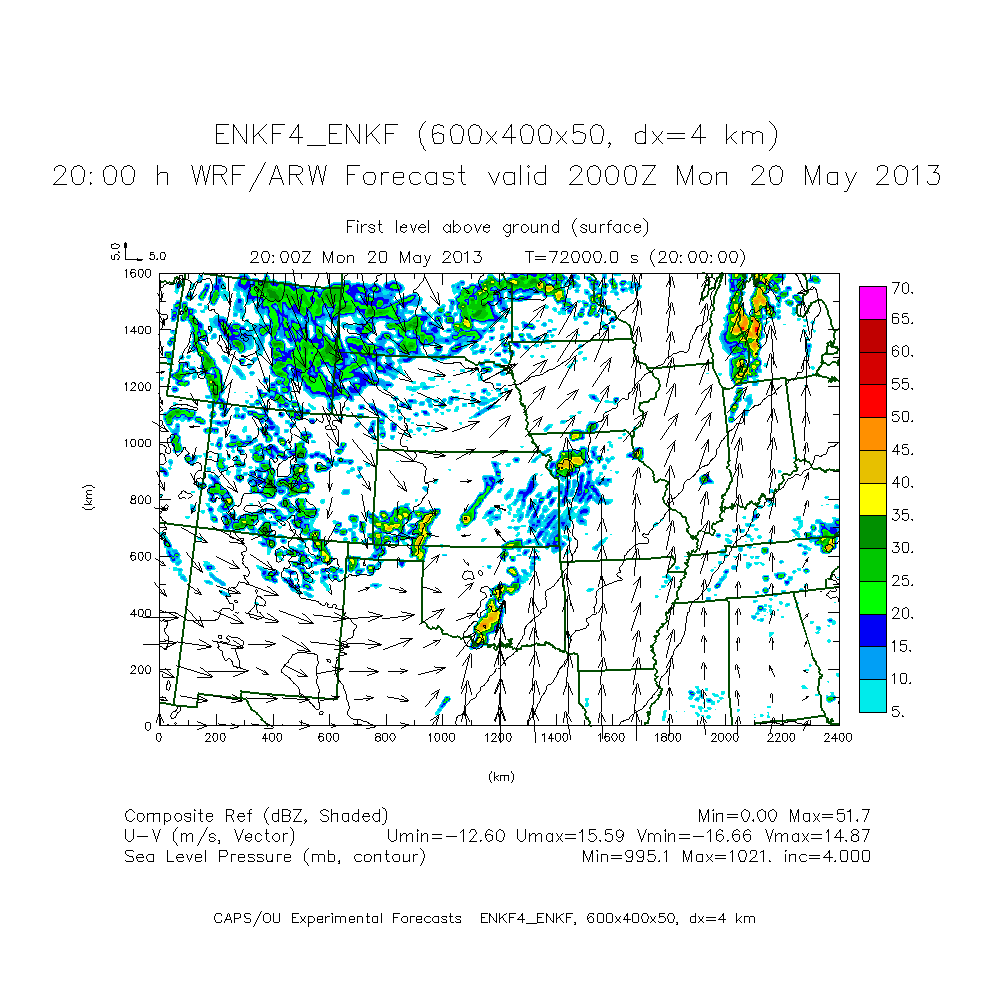 ENKF4_ENKF (600x400x50, dx=4 km)
20:00 h WRF/ARW Forecast valid 2000Z Mon 20 May 2013
First level above ground (surface)
20:00Z Mon 20 May 2013 T=72000.0 s (20:00:00)
5.0
5.0
1600
1400
1200
1000
800
600
400
200
0
(km)
0 200 400 600 800 1000 1200 1400 1600 1800 2000 2200 2400
(km)
70.
65.
60.
55.
50.
45.
40.
35.
30.
25.
20.
15.
10.
5.
Composite Ref (dBZ, Shaded) Min=0.00 Max=51.7
U-V (m/s, Vector) Umin=-12.60 Umax=15.59 Vmin=-16.66 Vmax=14.87
Sea Level Pressure (mb, contour) Min=995.1 Max=1021. inc=4.000
CAPS/OU Experimental Forecasts ENKF4_ENKF, 600x400x50, dx=4 km